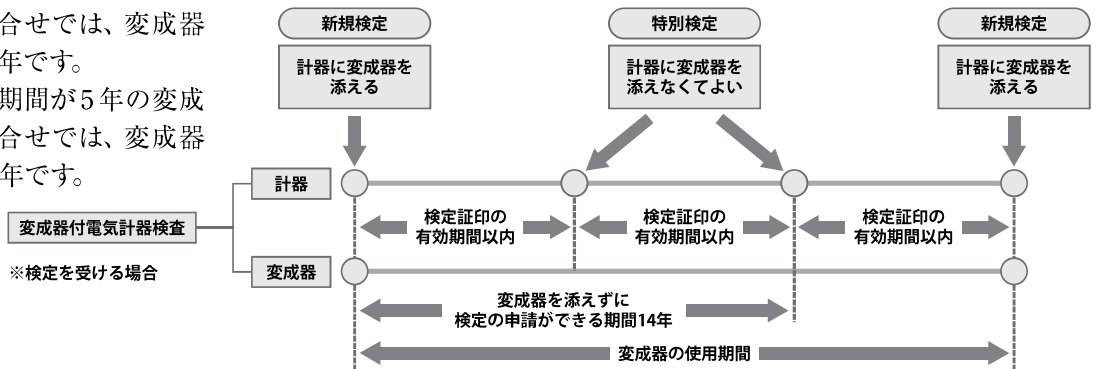 合せでは、変成器
年です。
期間が5年の変成
合せでは、変成器
年です。
新規検定
計器に変成器を
添える
特別検定
計器に変成器を
添えなくてよい
新規検定
計器に変成器を
添える
計器
変成器付電気計器検査
※検定を受ける場合
変成器
検定証印の
有効期間以内
検定証印の
有効期間以内
検定証印の
有効期間以内
変成器を添えずに
検定の申請ができる期間14年
変成器の使用期間